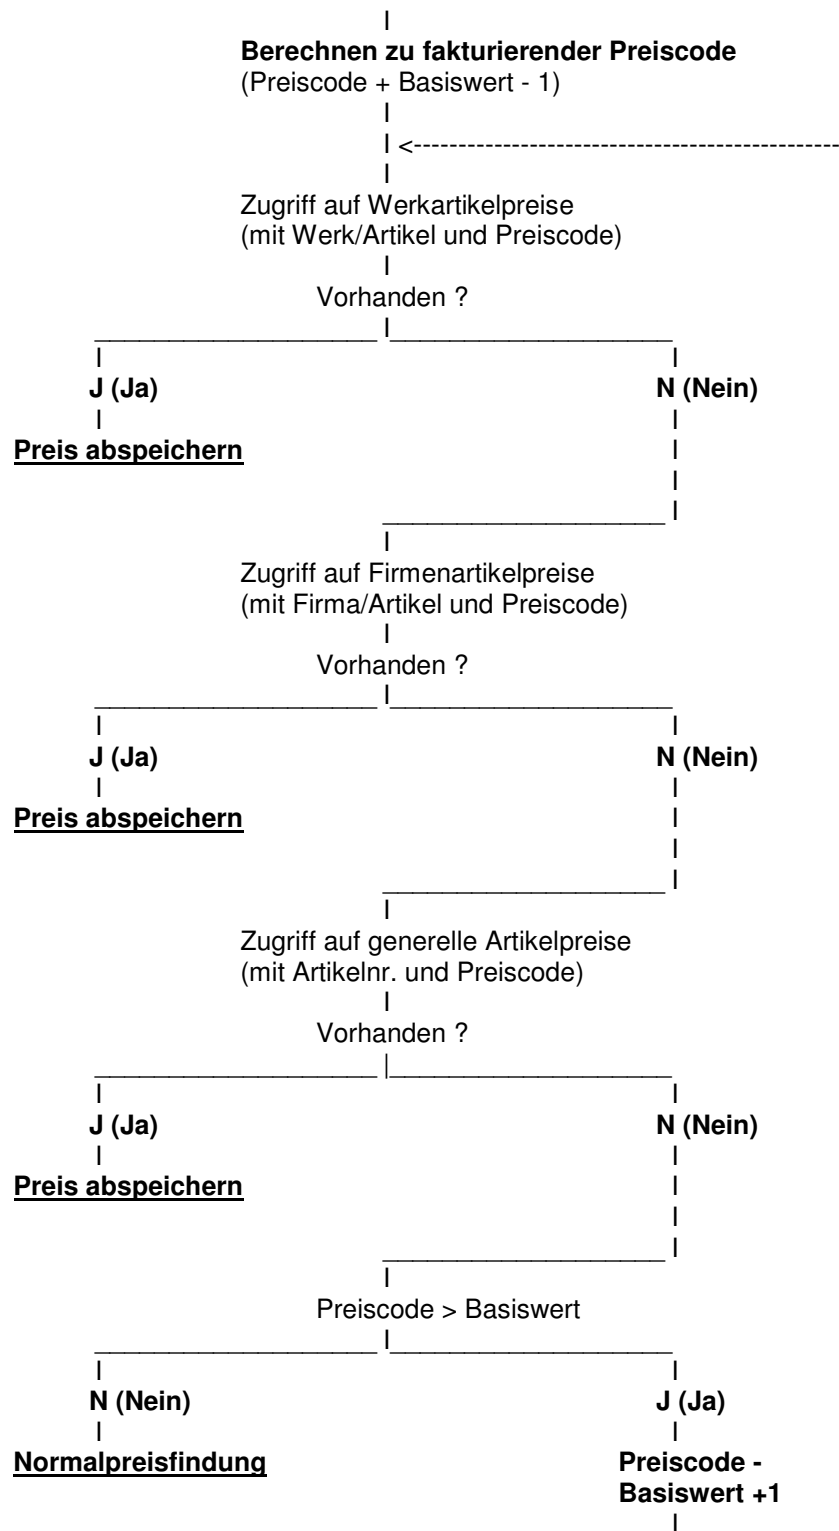 Berechnen zu fakturierender Preiscode
(Preiscode + Basiswert - 1)
<-----------------------------------------------
Zugriff auf Werkartikelpreise
(mit Werk/Artikel und Preiscode)
Vorhanden ?
J (Ja) N (Nein)
Preis abspeichern
Zugriff auf Firmenartikelpreise
(mit Firma/Artikel und Preiscode)
Vorhanden ?
J (Ja) N (Nein)
Preis abspeichern
Zugriff auf generelle Artikelpreise
(mit Artikelnr. und Preiscode)
Vorhanden ?
J (Ja) N (Nein)
Preis abspeichern
Preiscode > Basiswert
N (Nein) J (Ja)
Normalpreisfindung Preiscode -
Basiswert +1